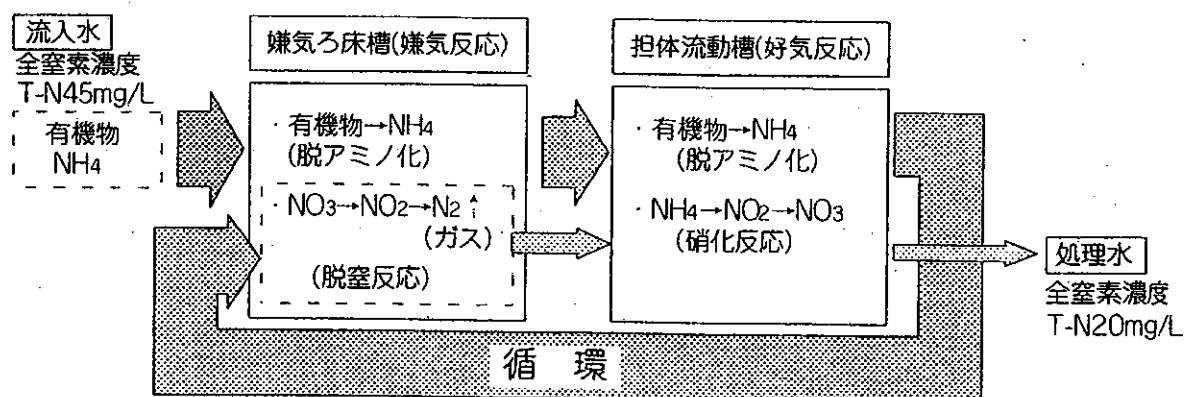 流入水
全窒素濃度
T-N45mg/L
有機物
NH4
嫌気ろ床槽(嫌気反応)
・有機物→NH4
(脱アミノ化)
・NO3→NO2→N2↑
(ガス)
(脱窒反応)
担体流動槽(好気反応)
・有機物→NH4
(脱アミノ化)
・NH4→NO2→NO3
(硝化反応)
処理水
全窒素濃度
T-N20mg/L
循環